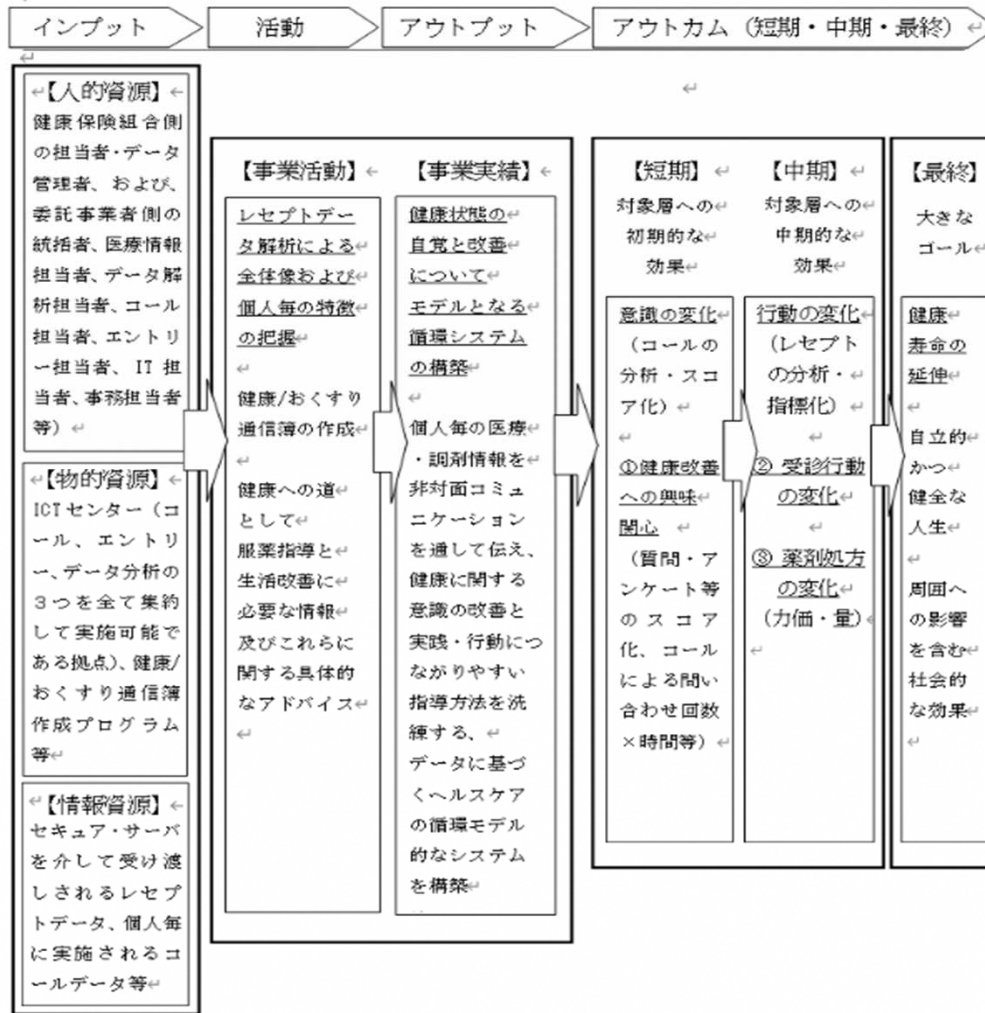 インプット
活動
アウトプット
アウトカム（短期・中期・最終）
【人的資源】
健康保険組合側
の担当者・データ
管理者、および、
委託事業者側の
統括者、医療情報
担当者、データ解
析担当者、コール
担当者、エントリ
ー担当者、IT 担
当者、事務担当者
等）
【物的資源】
ICT センター（コ
ール、エントリ
ー、データ分析の
３つを全て集約
して実施可能で
ある拠点）、健康/
おくすり通信簿
作成プログラム
等
【情報資源】
セキュア・サーバ
を介して受け渡
しされるレセプ
トデータ、個人毎
に実施されるコ
ールデータ等
【事業活動】
レセプトデー
タ解析による
全体像および
個人毎の特徴
の把握
健康/おくすり
通信簿の作成
健康への道
として
服薬指導と
生活改善に
必要な情報
及びこれらに
関する具体的
なアドバイス
【事業実績】
健康状態の
自覚と改善
について
モデルとなる
循環システム
の構築
個人毎の医療
・調剤情報を
非対面コミュ
ニケーション
を通して伝え、
健康に関する
意識の改善と
実践・行動につ
ながりやすい
指導方法を洗
練する、
データに基づ
くヘルスケア
の循環モデル
的なシステム
を構築
【短期】
対象層への
初期的な
効果
意識の変化
（コールの
分析・スコ
ア化）
①健康改善
への興味
関心
（質問・ア
ンケート等
のスコア
化、コール
による問い
合わせ回数
×時間等）
【中期】
対象層への
中期的な
効果
行動の変化
（レセプト
の分析・
指標化）
② 受診行動
の変化
③ 薬剤処方
の変化
（力価・量）
【最終】
大きな
ゴール
健康
寿命の
延伸
自立的
かつ
健全な
人生
周囲へ
の影響
を含む
社会的
な効果